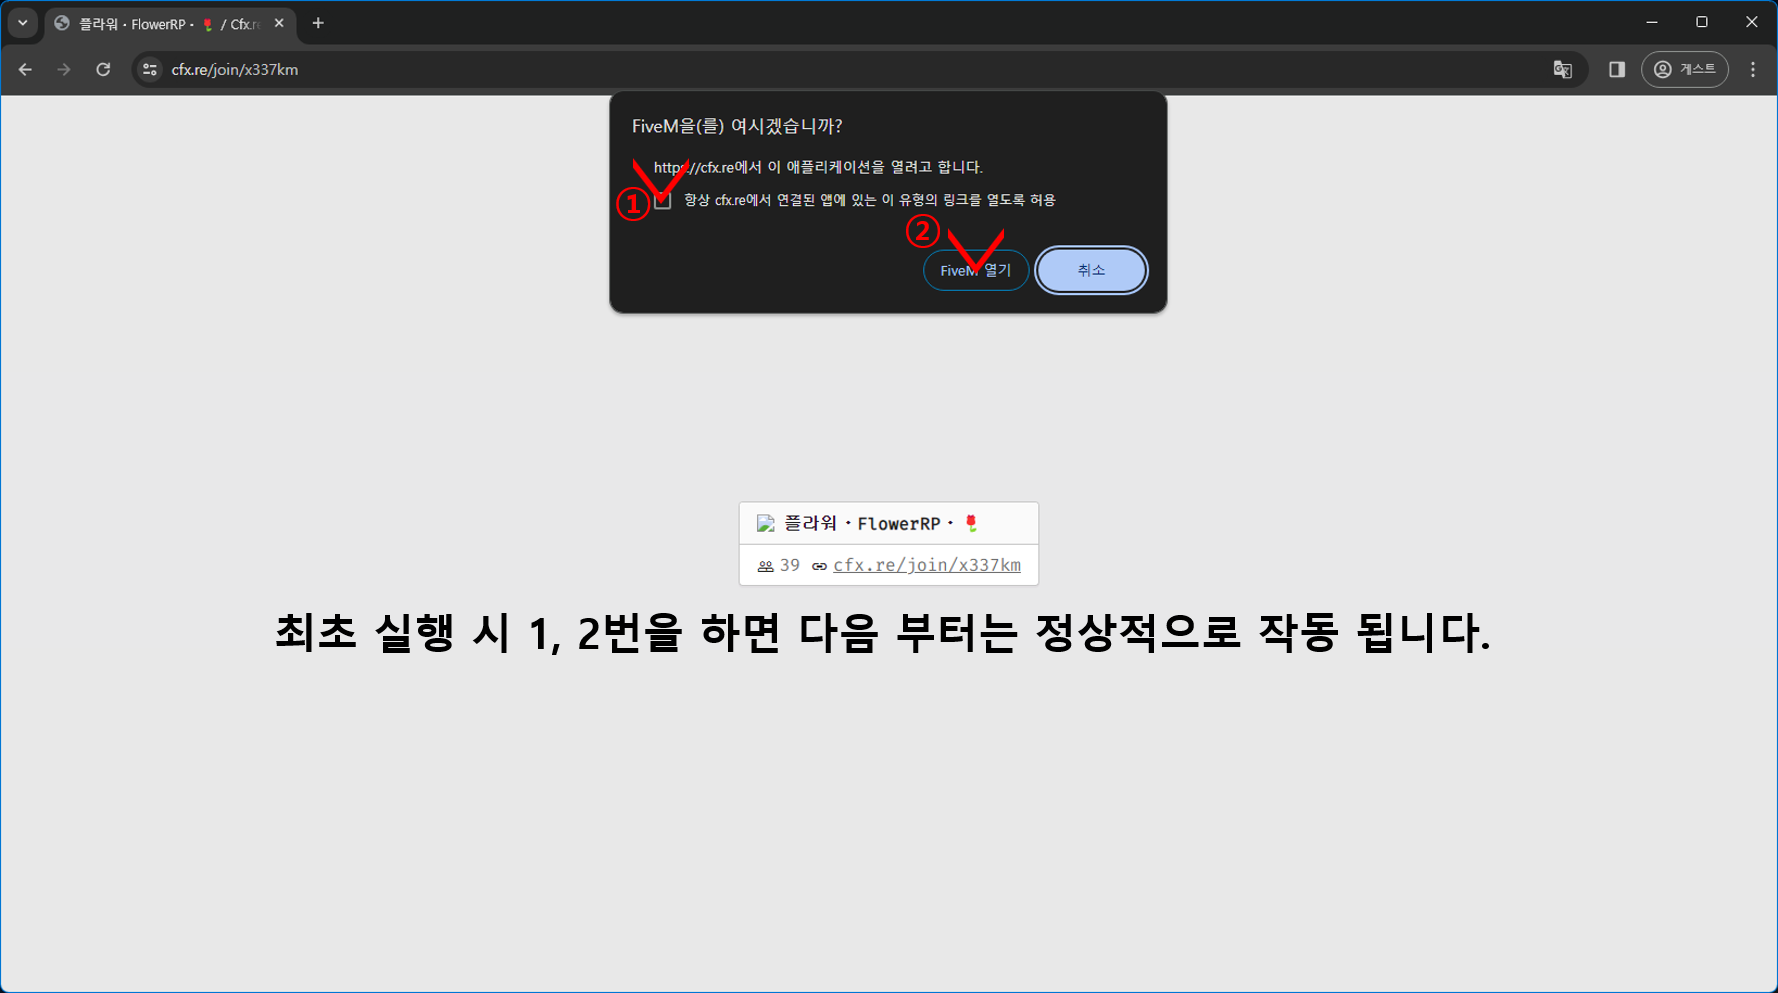 플라워 · FlowerRP · 🌷 / Cfx.re
cfx.re/join/x337km
게스트
FiveM을(를) 여시겠습니까?
https://cfx.re에서 이 애플리케이션을 열려고 합니다.
① 항상 cfx.re에서 연결된 앱에 있는 이 유형의 링크를 열도록 허용
②
FiveM 열기 취소
플라워 · FlowerRP · 🌷
39 cfx.re/join/x337km
최초 실행 시 1, 2번을 하면 다음 부터는 정상적으로 작동 됩니다.